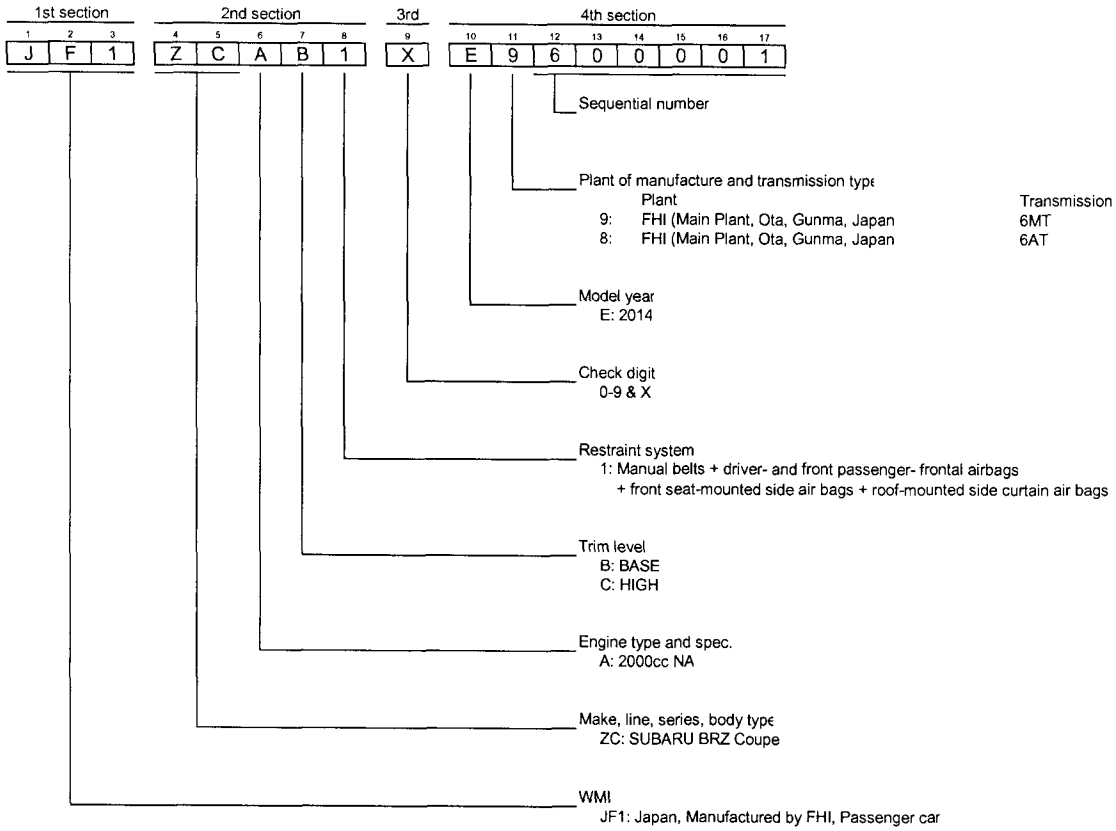 1st section 2nd section 3rd 4th section
1 2 3 4 5 6 7 8 9 10 11 12 13 14 15 16 17
J F 1 Z C A B 1 X E 9 6 0 0 0 0 1
Sequential number
Plant of manufacture and transmission type
Plant Transmission
9: FHI (Main Plant, Ota, Gunma, Japan 6MT
8: FHI (Main Plant, Ota, Gunma, Japan 6AT
Model year
E: 2014
Check digit
0-9 & X
Restraint system
1: Manual belts + driver- and front passenger- frontal airbags
+ front seat-mounted side air bags + roof-mounted side curtain air bags
Trim level
B: BASE
C: HIGH
Engine type and spec.
A: 2000cc NA
Make, line, series, body type
ZC: SUBARU BRZ Coupe
WMI
JF1: Japan, Manufactured by FHI, Passenger car